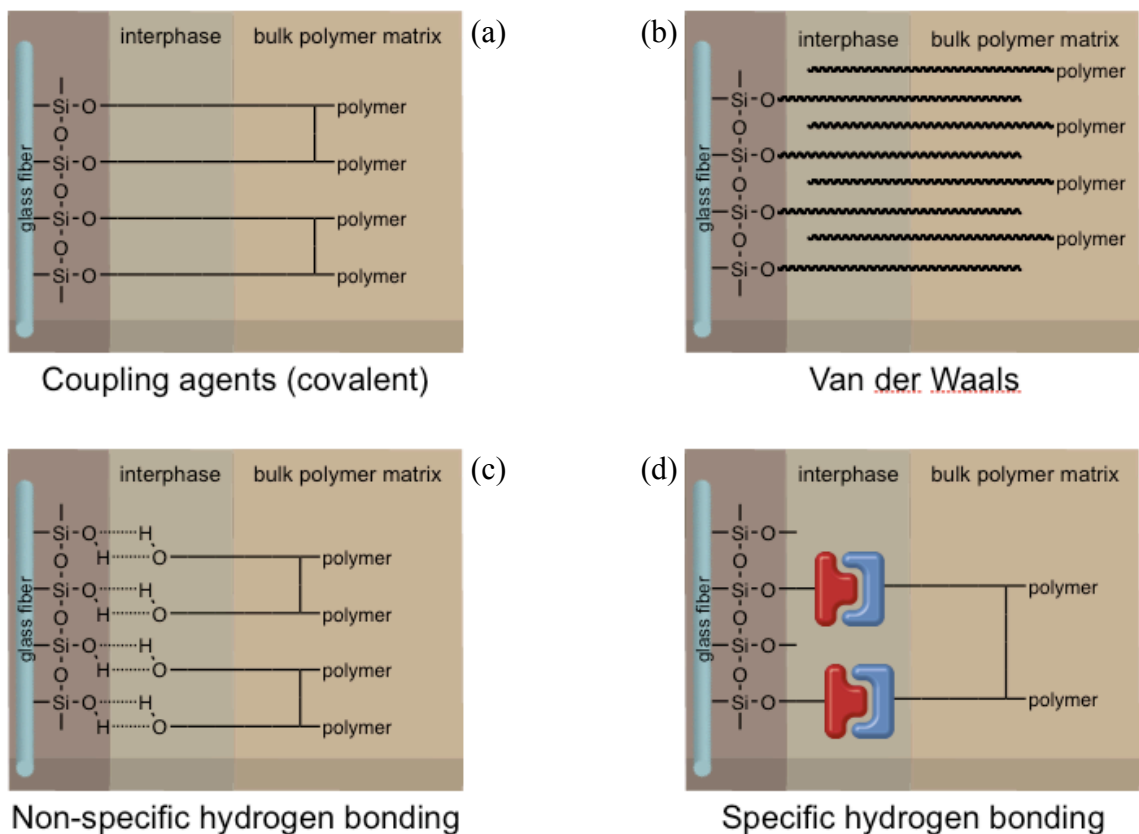 interphase bulk polymer matrix (a)
glass fiber
Si O polymer
O
Si O polymer
O
Si O polymer
O
Si O polymer
Coupling agents (covalent)
(b) interphase bulk polymer matrix
glass fiber
polymer
Si O
O polymer
Si O
O polymer
Si O
O polymer
Si O
Van der Waals
interphase bulk polymer matrix (c)
glass fiber
Si O H
O H O polymer
Si O H
O H O polymer
Si O H
O H O polymer
Si O H
H O polymer
Non-specific hydrogen bonding
(d) interphase bulk polymer matrix
glass fiber
Si O
O
Si O polymer
O
Si O
O
Si O polymer
Specific hydrogen bonding